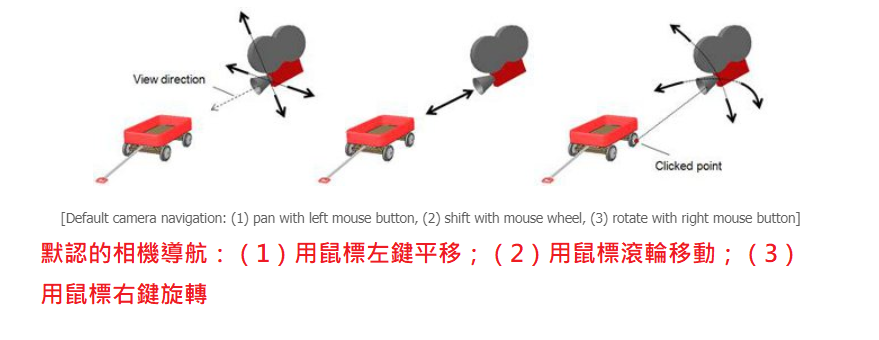 View direction
Clicked point
[Default camera navigation: (1) pan with left mouse button, (2) shift with mouse wheel, (3) rotate with right mouse button]
默認的相機導航：（1）用鼠標左鍵平移；（2）用鼠標滾輪移動；（3）
用鼠標右鍵旋轉